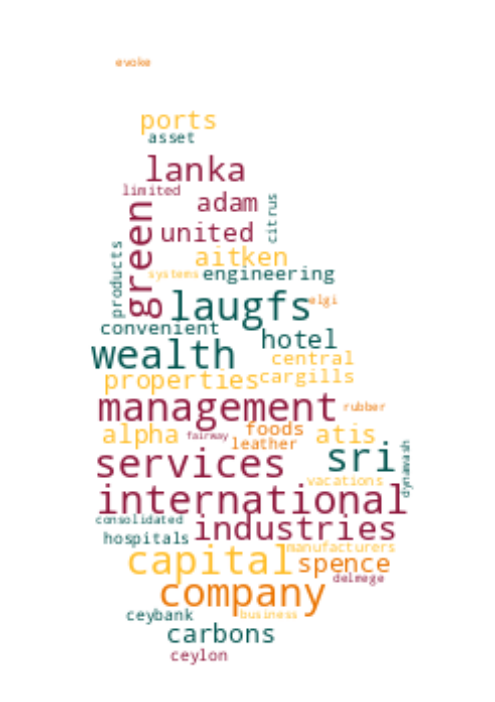 evoke
ports
asset
lanka
limited
adam
citrus
green
united
products
aitken
systems
engineering
laugfs
elgi
convenient
hotel
wealth
central
properties
cargills
management
rubber
alpha
fairway
foods
leather
atis
services
sri
dynawash
vacations
international
consolidated
industries
hospitals
capital
manufacturers
spence
delmege
company
ceybank
business
carbons
ceylon